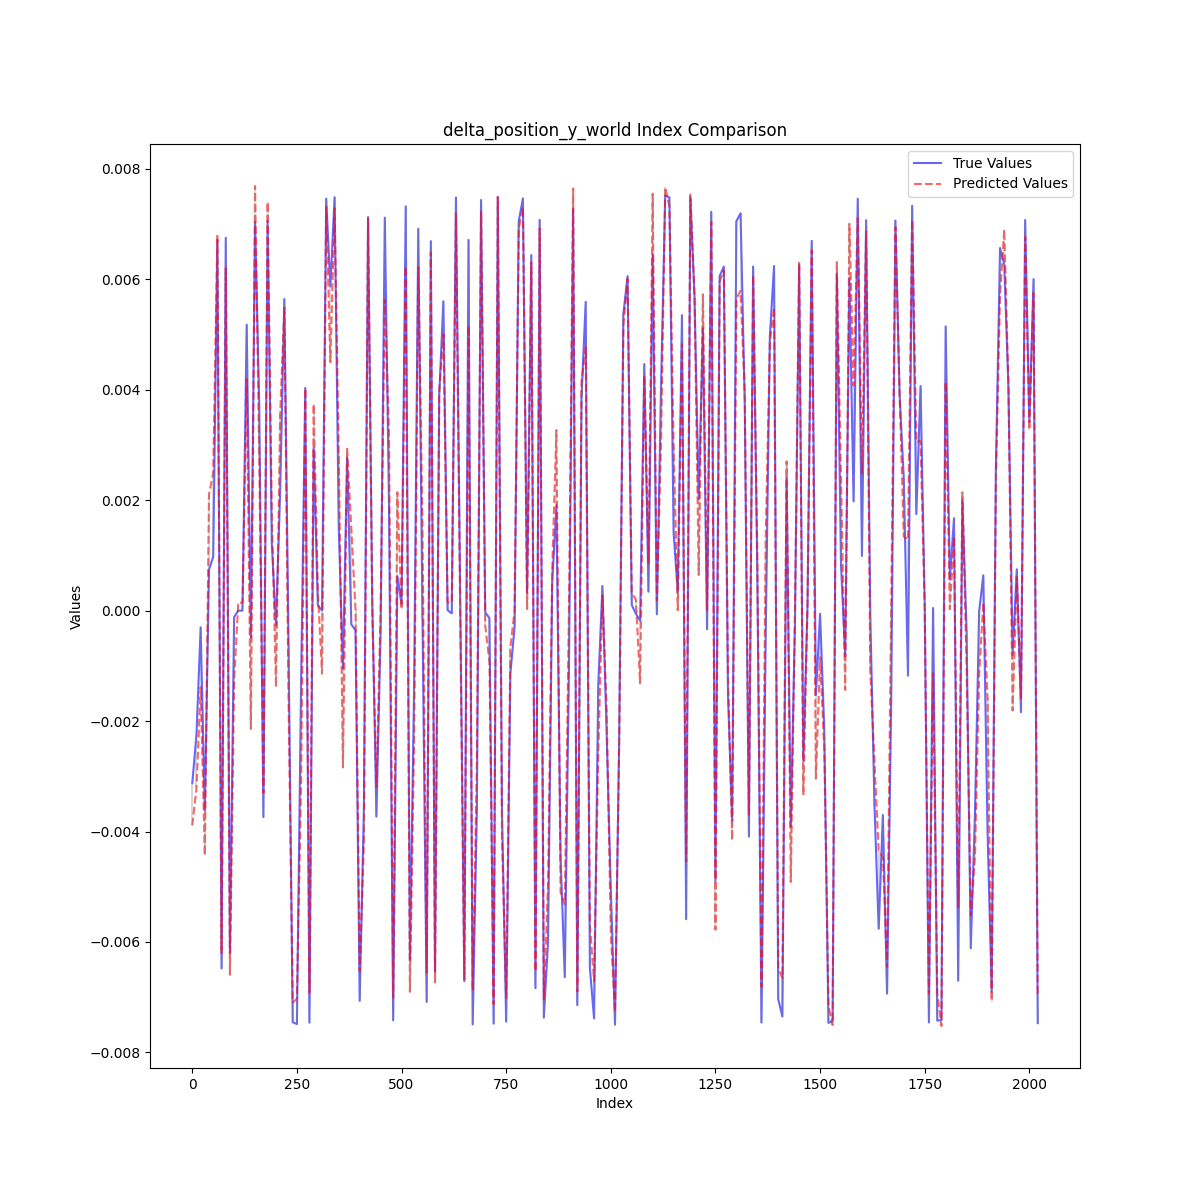 delta_position_y_world Index Comparison
True Values
Predicted Values
0.008
0.006
0.004
0.002
0.000
−0.002
−0.004
−0.006
−0.008
Values
0 250 500 750 1000 1250 1500 1750 2000
Index